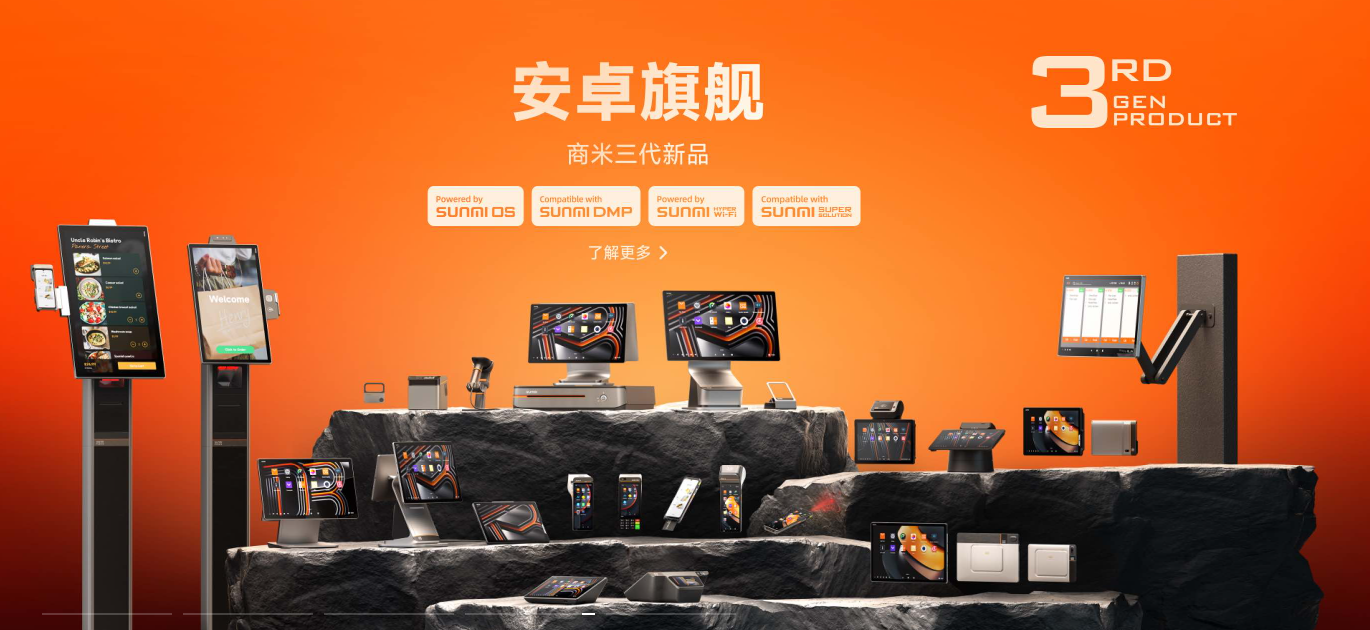 安卓旗舰
3RD
GEN
PRODUCT
商米三代新品
Powered by
SUNMI OS
Compatible with
SUNMI DMP
Powered by
SUNMI HYPER Wi-Fi
Compatible with
SUNMI SUPER SOLUTION
了解更多
Uncle Robin's Bistro
Welcome